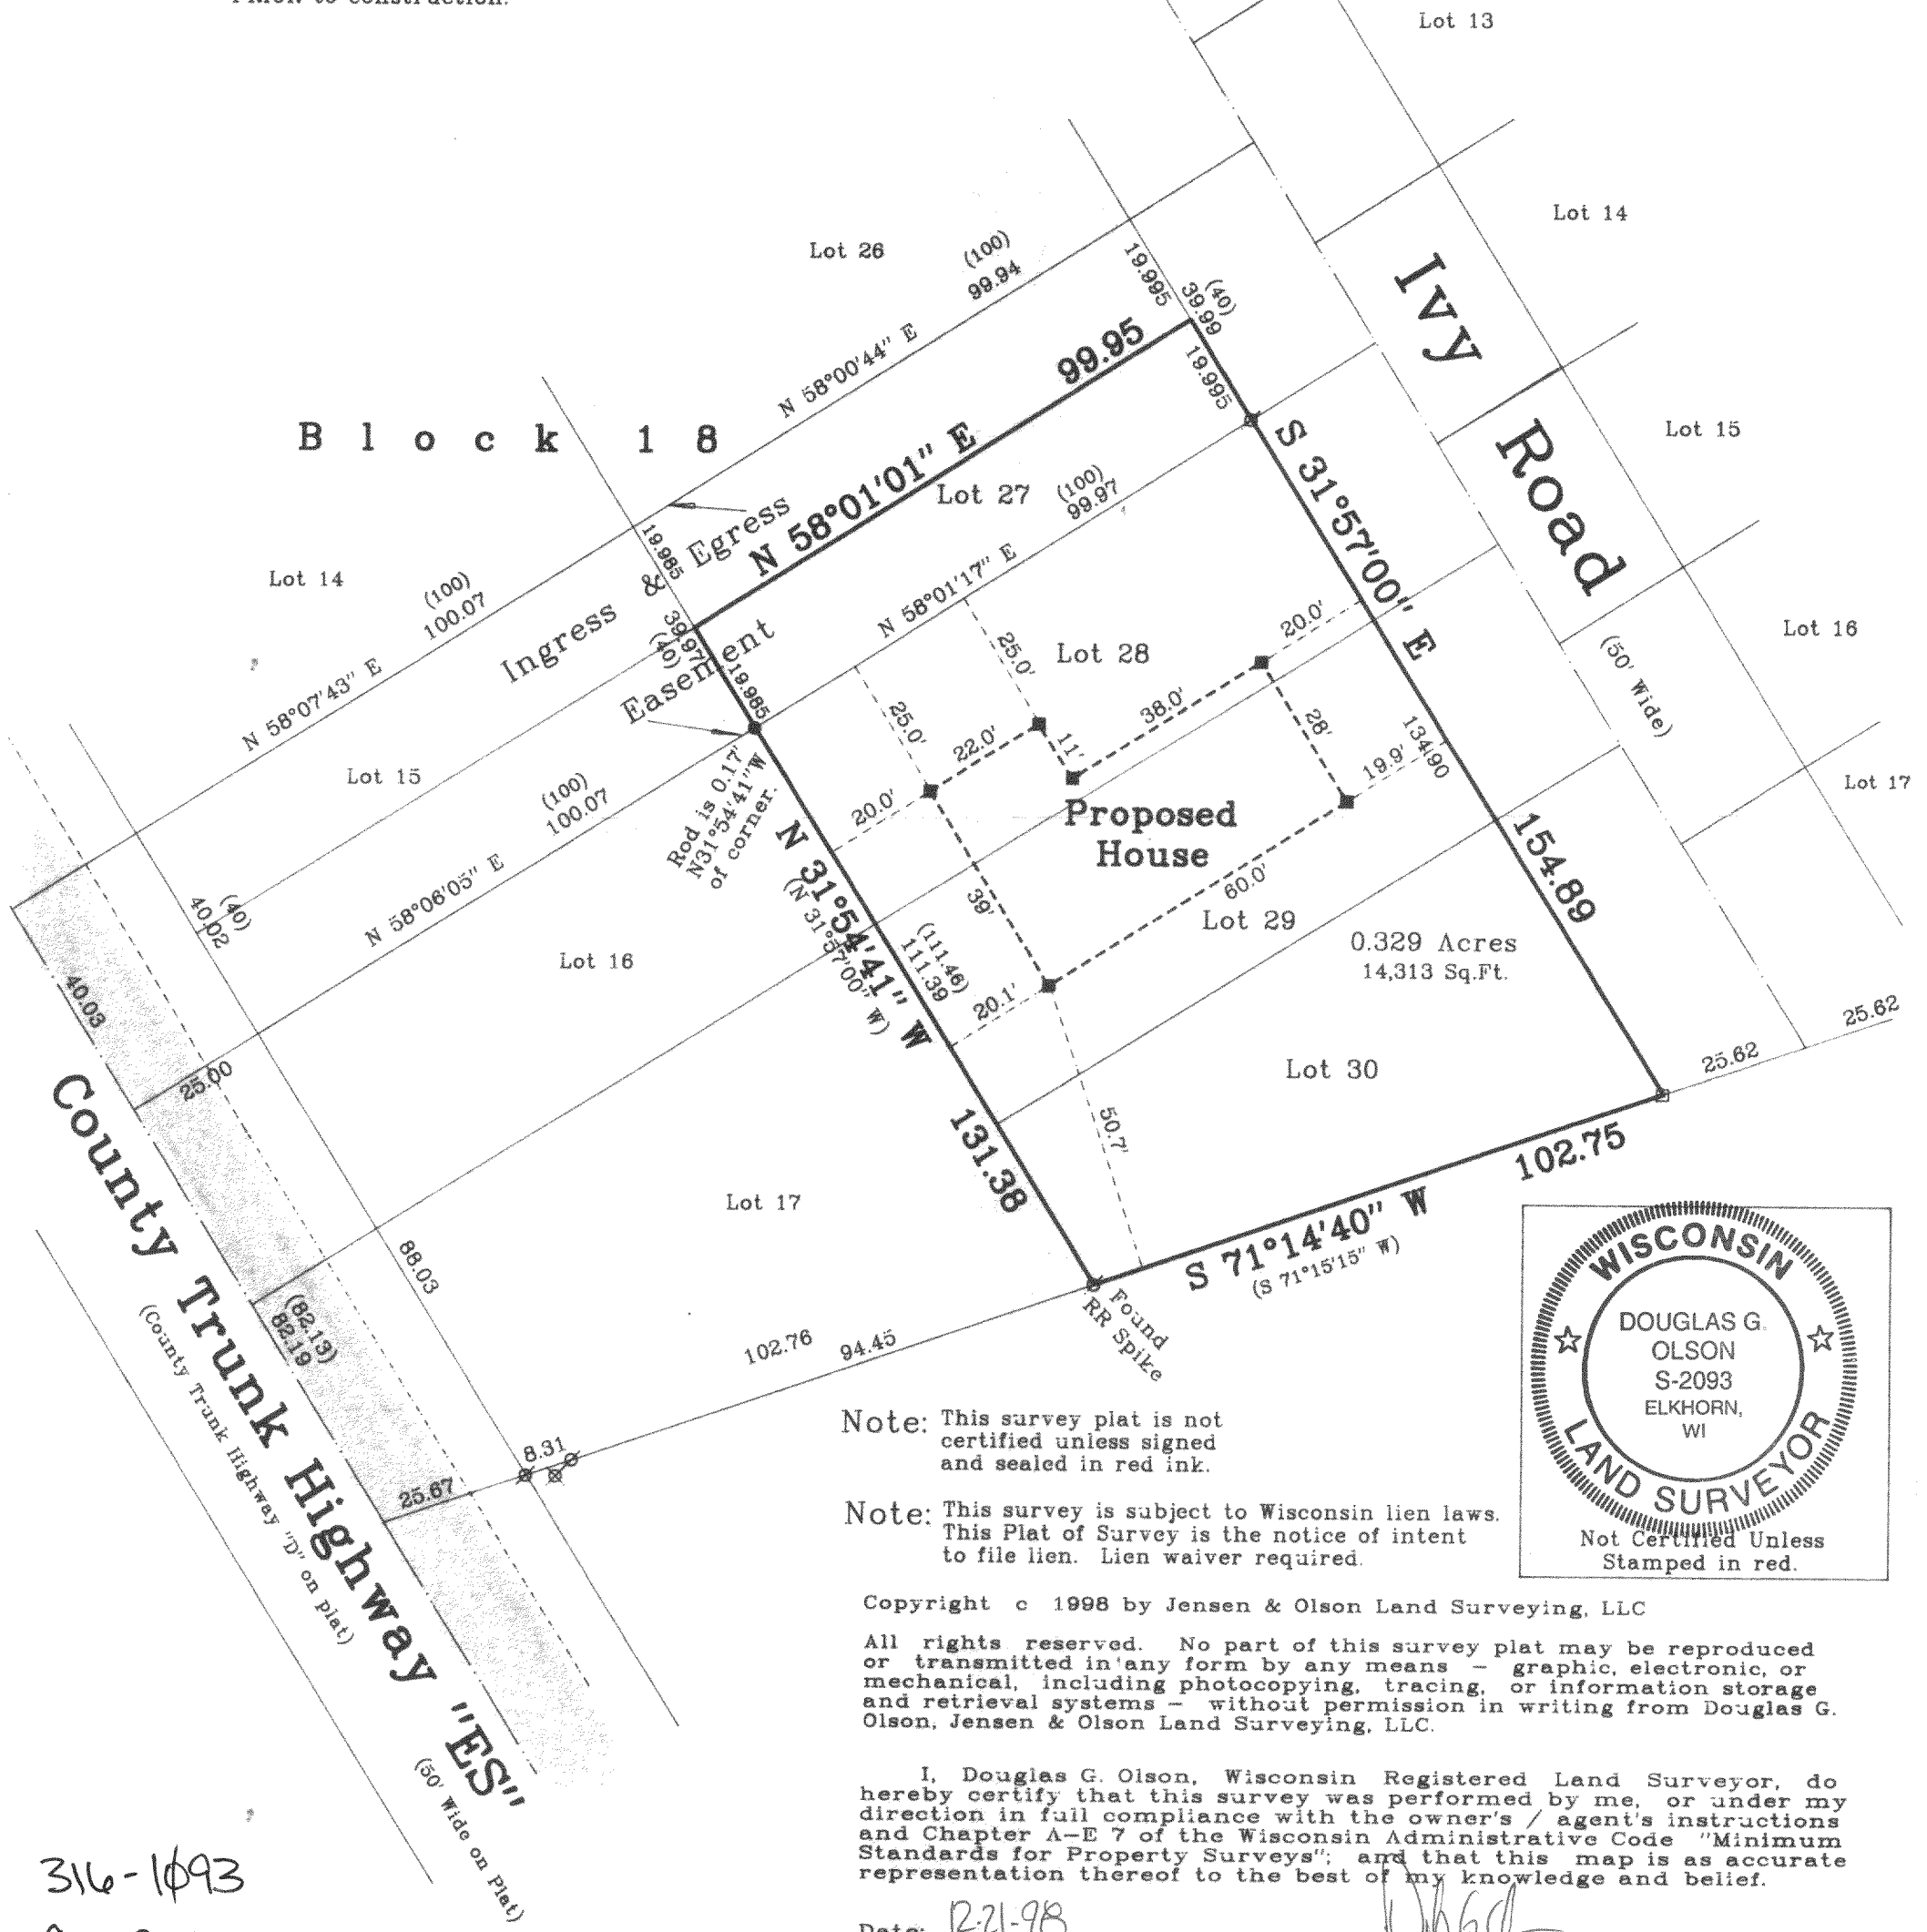 PRIOR to construction.
Lot 13
Lot 14
Lot 26
(100)
99.94
19.995
(40)
39.99
Ivy Road
(50' Wide)
N 58°00'44" E
99.95
19.995
Block 18
Lot 15
N 58°01'01" E
Lot 27
(100)
99.97
S 31°57'00" E
Ingress & Egress
Easement
19.985
Lot 14
(100)
100.07
39.97
(40)
19.985
N 58°01'17" E
Lot 16
N 58°07'43" E
25.0'
Lot 28
20.0'
25.0'
22.0'
11'
38.0'
28'
134.90
19.9'
Lot 15
(100)
100.07
Rod is 0.17'
N31°54'41"W
of corner.
20.0'
Proposed
House
Lot 17
154.89
(40)
40.02
N 58°06'05" E
N 31°54'41" W
(N 31°57'00" W)
39'
60.0'
Lot 29
(111.46)
111.39
0.329 Acres
14,313 Sq.Ft.
Lot 16
40.03
20.1'
25.62
25.62
25.00
Lot 30
50.7'
131.38
102.75
S 71°14'40" W
(S 71°15'15" W)
Lot 17
88.03
(82.13)
82.19
Found
RR Spike
102.76
94.45
8.31
25.67
County Trunk Highway "ES"
(County Trunk Highway "D" on plat)
(50' Wide on Plat)
WISCONSIN
DOUGLAS G.
OLSON
S-2093
ELKHORN,
WI
LAND SURVEYOR
Not Certified Unless
Stamped in red.
Note: This survey plat is not
certified unless signed
and sealed in red ink.
Note: This survey is subject to Wisconsin lien laws.
This Plat of Survey is the notice of intent
to file lien. Lien waiver required.
Copyright c 1998 by Jensen & Olson Land Surveying, LLC
All rights reserved. No part of this survey plat may be reproduced
or transmitted in any form by any means - graphic, electronic, or
mechanical, including photocopying, tracing, or information storage
and retrieval systems - without permission in writing from Douglas G.
Olson, Jensen & Olson Land Surveying, LLC.
I, Douglas G. Olson, Wisconsin Registered Land Surveyor, do
hereby certify that this survey was performed by me, or under my
direction in full compliance with the owner's / agent's instructions
and Chapter A-E 7 of the Wisconsin Administrative Code "Minimum
Standards for Property Surveys"; and that this map is as accurate
representation thereof to the best of my knowledge and belief.
Date: 12-21-98
316-1093